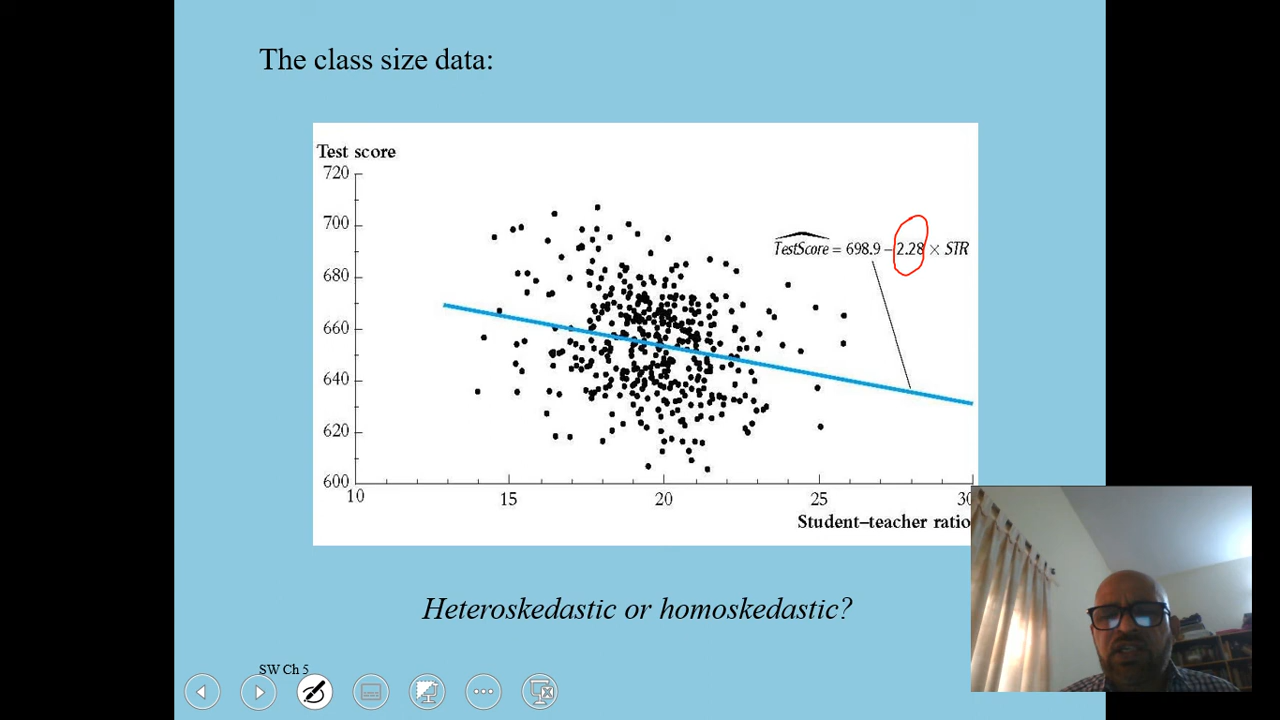 The class size data:
Test score
720
700
TestScore = 698.9 – 2.28 × STR
680
660
640
620
600
10 15 20 25 30
Student–teacher ratio
Heteroskedastic or homoskedastic?
SW Ch 5